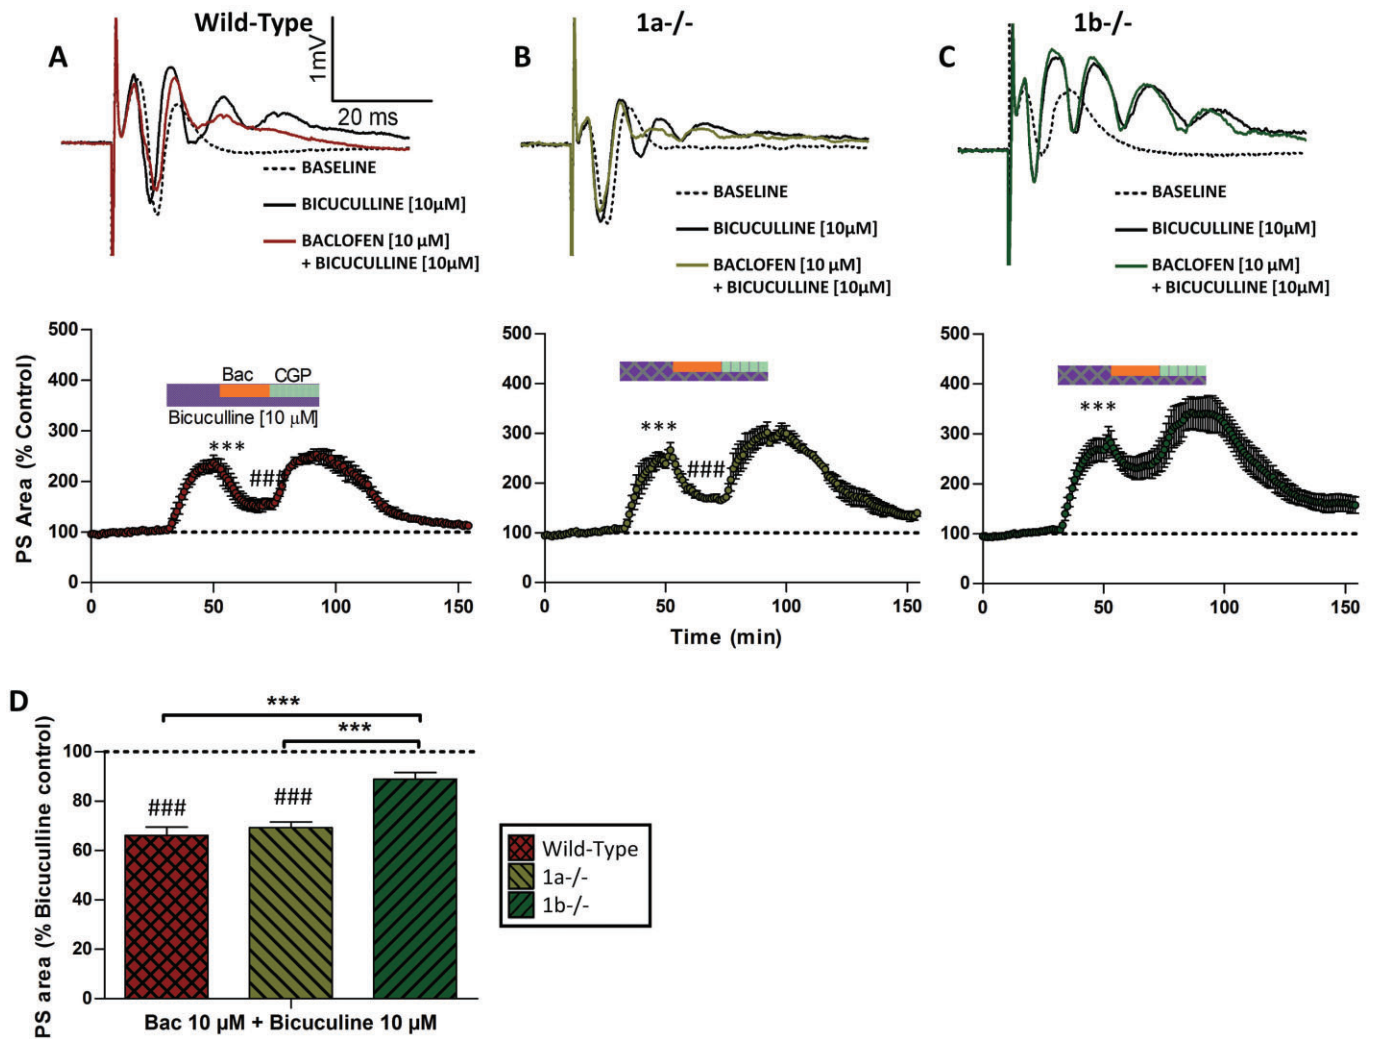 Wild-Type
1a-/-
1b-/-
A
B
C
1mV
20 ms
BASELINE
BICUCULLINE [10µM]
BACLOFEN [10 µM]
+ BICUCULLINE [10µM]
BASELINE
BICUCULLINE [10µM]
BACLOFEN [10 µM]
+ BICUCULLINE [10µM]
BASELINE
BICUCULLINE [10µM]
BACLOFEN [10 µM]
+ BICUCULLINE [10µM]
PS Area (% Control)
500
400
300
200
100
0
Bac
CGP
Bicuculline [10 µM]
***
###
0
50
100
150
500
400
300
200
100
0
***
###
0
50
100
150
500
400
300
200
100
0
***
0
50
100
150
Time (min)
D
PS area (% Bicuculline control)
100
80
60
40
20
0
***
***
###
###
Bac 10 µM + Bicuculine 10 µM
Wild-Type
1a-/-
1b-/-